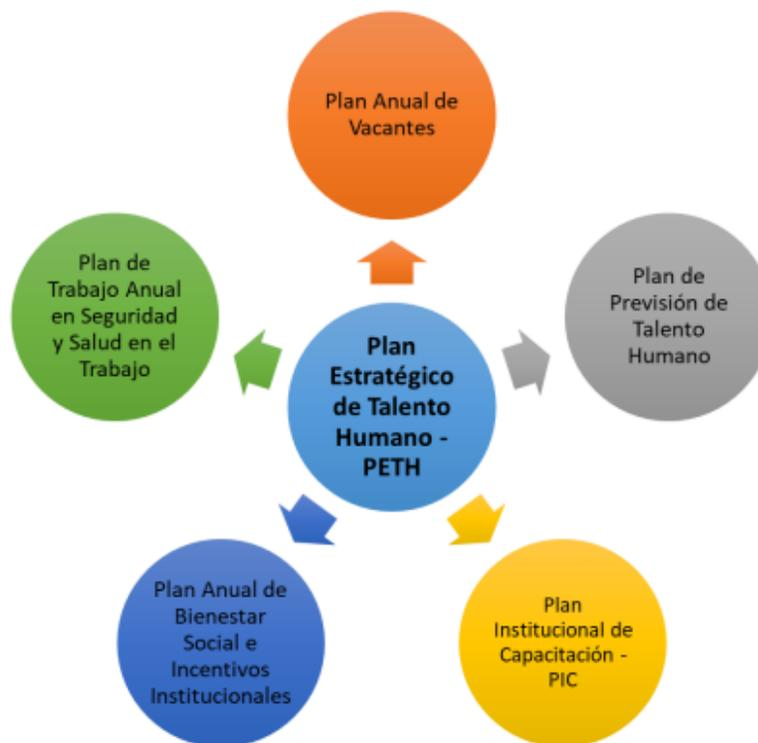 Plan Anual de
Vacantes
Plan de
Trabajo Anual
en Seguridad
y Salud en el
Trabajo
Plan de
Previsión de
Talento
Humano
Plan
Estratégico
de Talento
Humano -
PETH
Plan Anual de
Bienestar
Social e
Incentivos
Institucionales
Plan
Institucional de
Capacitación -
PIC